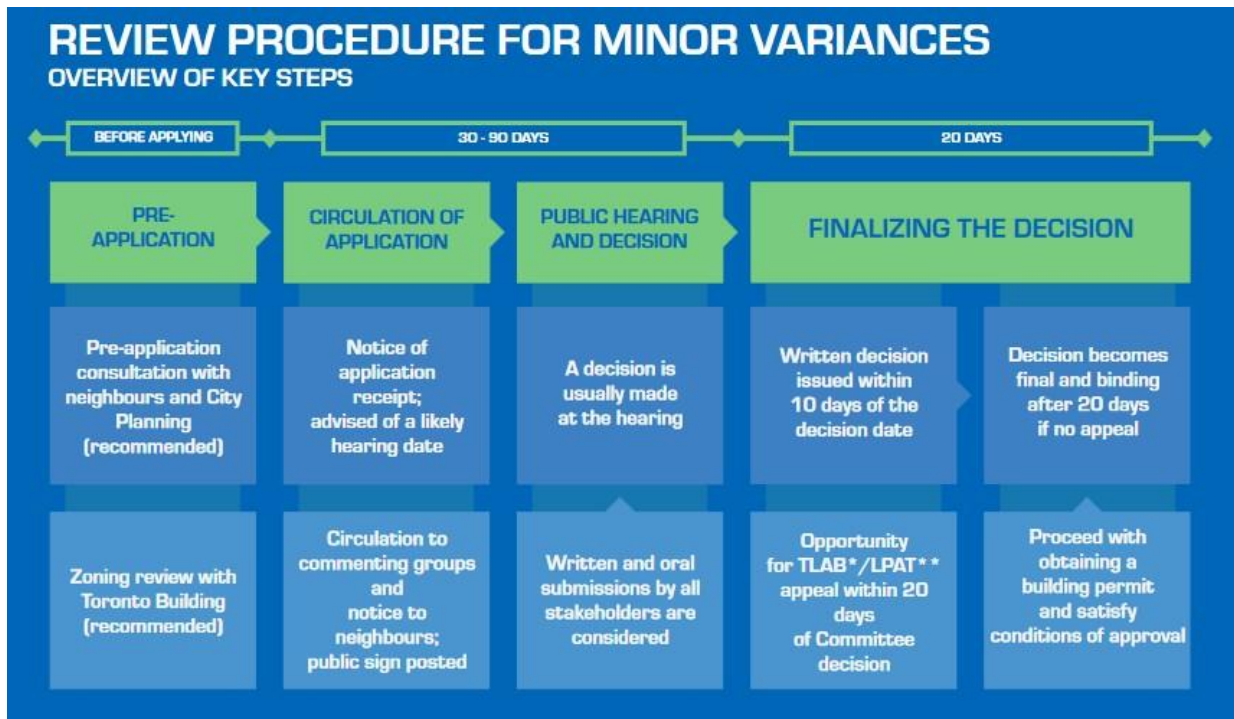 REVIEW PROCEDURE FOR MINOR VARIANCES
OVERVIEW OF KEY STEPS
BEFORE APPLYING
30 - 90 DAYS
20 DAYS
PRE-
APPLICATION
CIRCULATION OF
APPLICATION
PUBLIC HEARING
AND DECISION
FINALIZING THE DECISION
Pre-application
consultation with
neighbours and City
Planning
(recommended)
Notice of
application
receipt;
advised of a likely
hearing date
A decision is
usually made
at the hearing
Written decision
issued within
10 days of the
decision date
Decision becomes
final and binding
after 20 days
if no appeal
Zoning review with
Toronto Building
(recommended)
Circulation to
commenting groups
and
notice to
neighbours;
public sign posted
Written and oral
submissions by all
stakeholders are
considered
Opportunity
for TLAB*/LPAT**
appeal within 20
days
of Committee
decision
Proceed with
obtaining a
building permit
and satisfy
conditions of approval